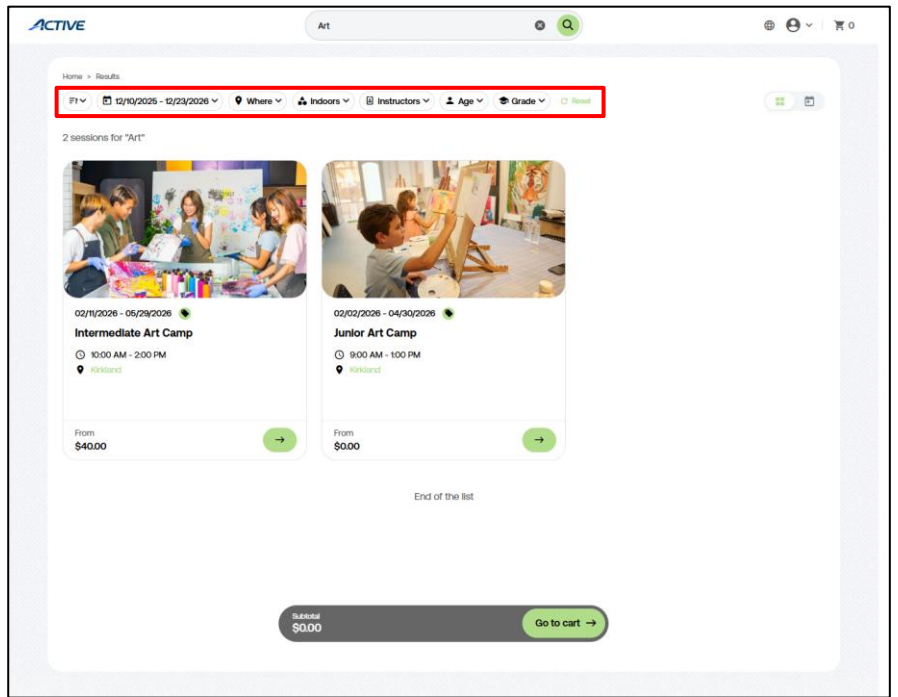 ACTIVE
Art
0
Home > Results
12/10/2025 - 12/23/2026 Where Indoors Instructors Age Grade Reset
2 sessions for "Art"
02/11/2026 - 05/29/2026
Intermediate Art Camp
10:00 AM - 2:00 PM
Kirkland
From
$40.00
02/02/2026 - 04/30/2026
Junior Art Camp
9:00 AM - 1:00 PM
Kirkland
From
$0.00
End of the list
Subtotal
$0.00
Go to cart